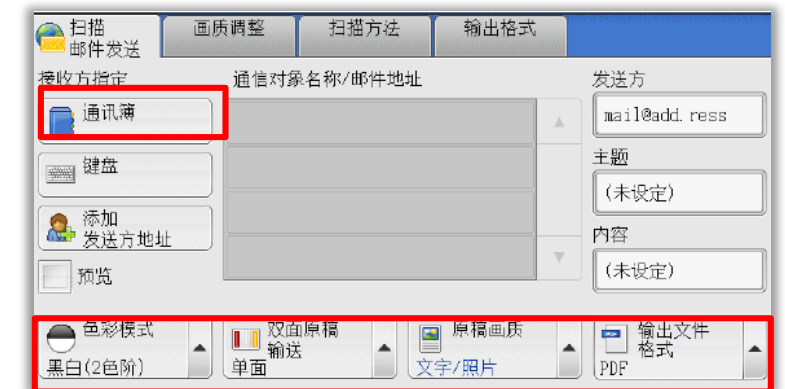 扫描
邮件发送
画质调整
扫描方法
输出格式
接收方指定
通信对象名称/邮件地址
发送方
通讯簿
mail@add.ress
键盘
主题
(未设定)
添加
发送方地址
内容
预览
(未设定)
色彩模式
黑白(2色阶)
双面原稿
输送
单面
原稿画质
文字/照片
输出文件
格式
PDF